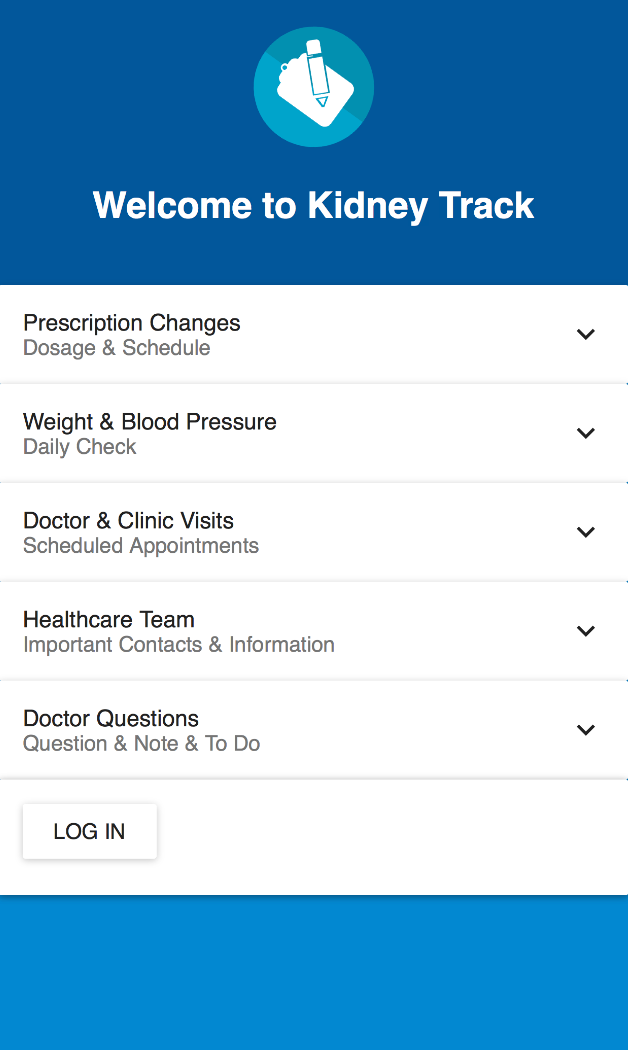 Welcome to Kidney Track
Prescription Changes
Dosage & Schedule
Weight & Blood Pressure
Daily Check
Doctor & Clinic Visits
Scheduled Appointments
Healthcare Team
Important Contacts & Information
Doctor Questions
Question & Note & To Do
LOG IN